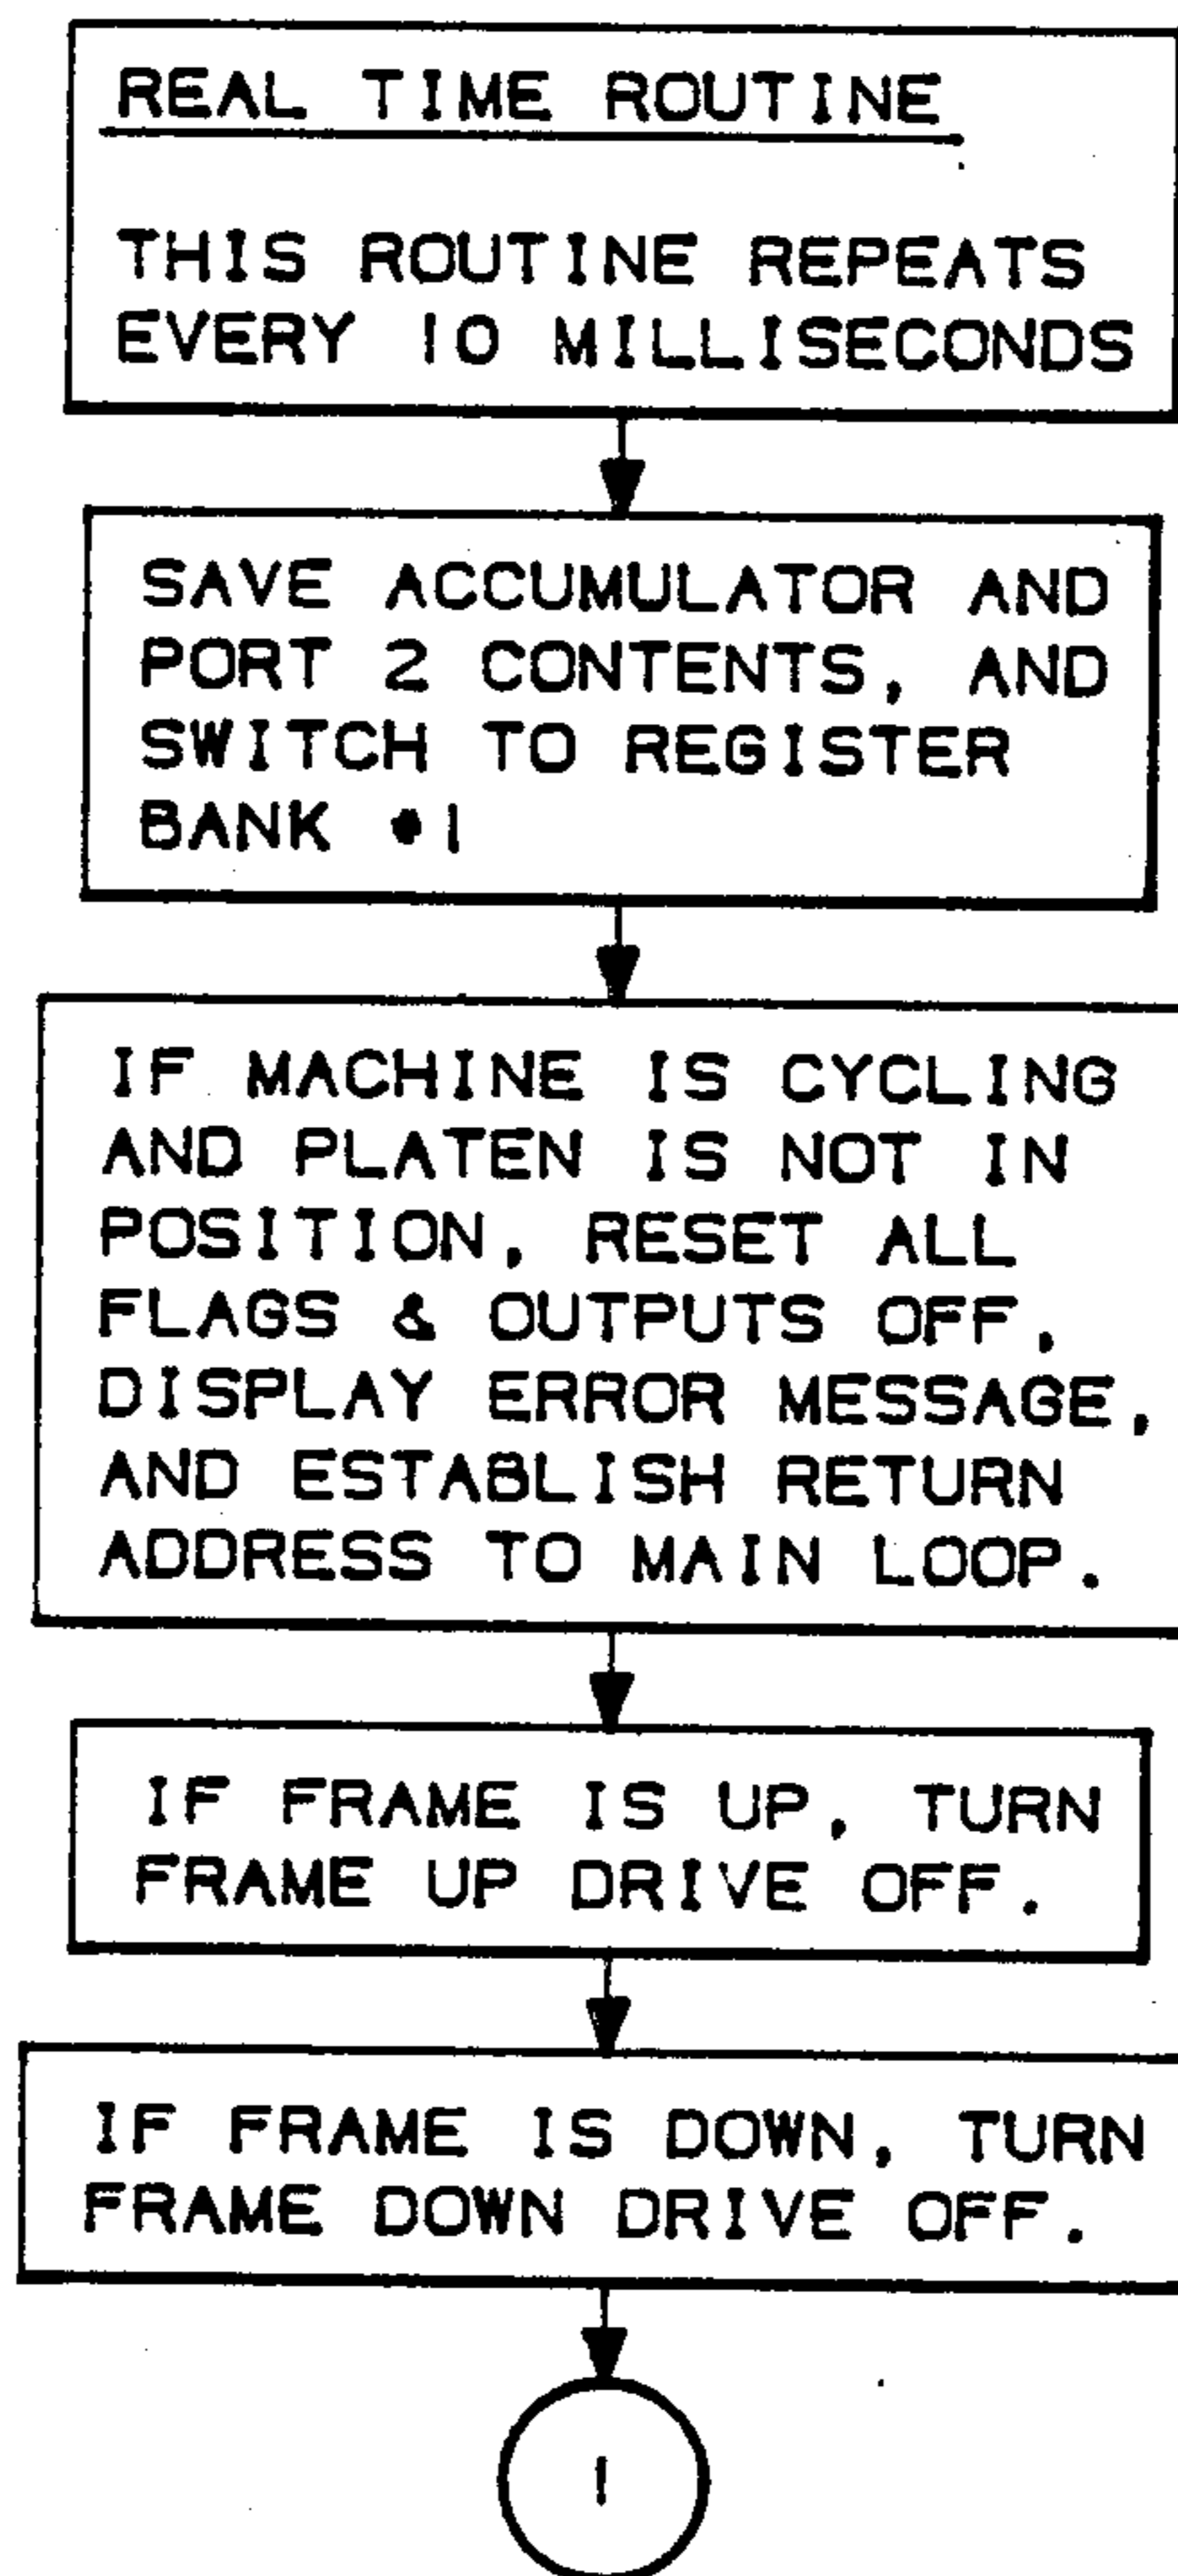 REAL TIME ROUTINE
THIS ROUTINE REPEATS
EVERY 10 MILLISECONDS
SAVE ACCUMULATOR AND
PORT 2 CONTENTS, AND
SWITCH TO REGISTER
BANK #1
IF MACHINE IS CYCLING
AND PLATEN IS NOT IN
POSITION, RESET ALL
FLAGS & OUTPUTS OFF,
DISPLAY ERROR MESSAGE,
AND ESTABLISH RETURN
ADDRESS TO MAIN LOOP.
IF FRAME IS UP, TURN
FRAME UP DRIVE OFF.
IF FRAME IS DOWN, TURN
FRAME DOWN DRIVE OFF.
1